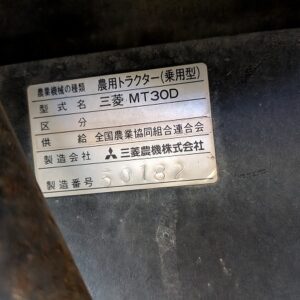 農業機械の種類 農用トラクター(乗用型)
型式名 三菱 MT30D
区分
供給 全国農業協同組合連合会
製造会社 三菱農機株式会社
製造番号 50182